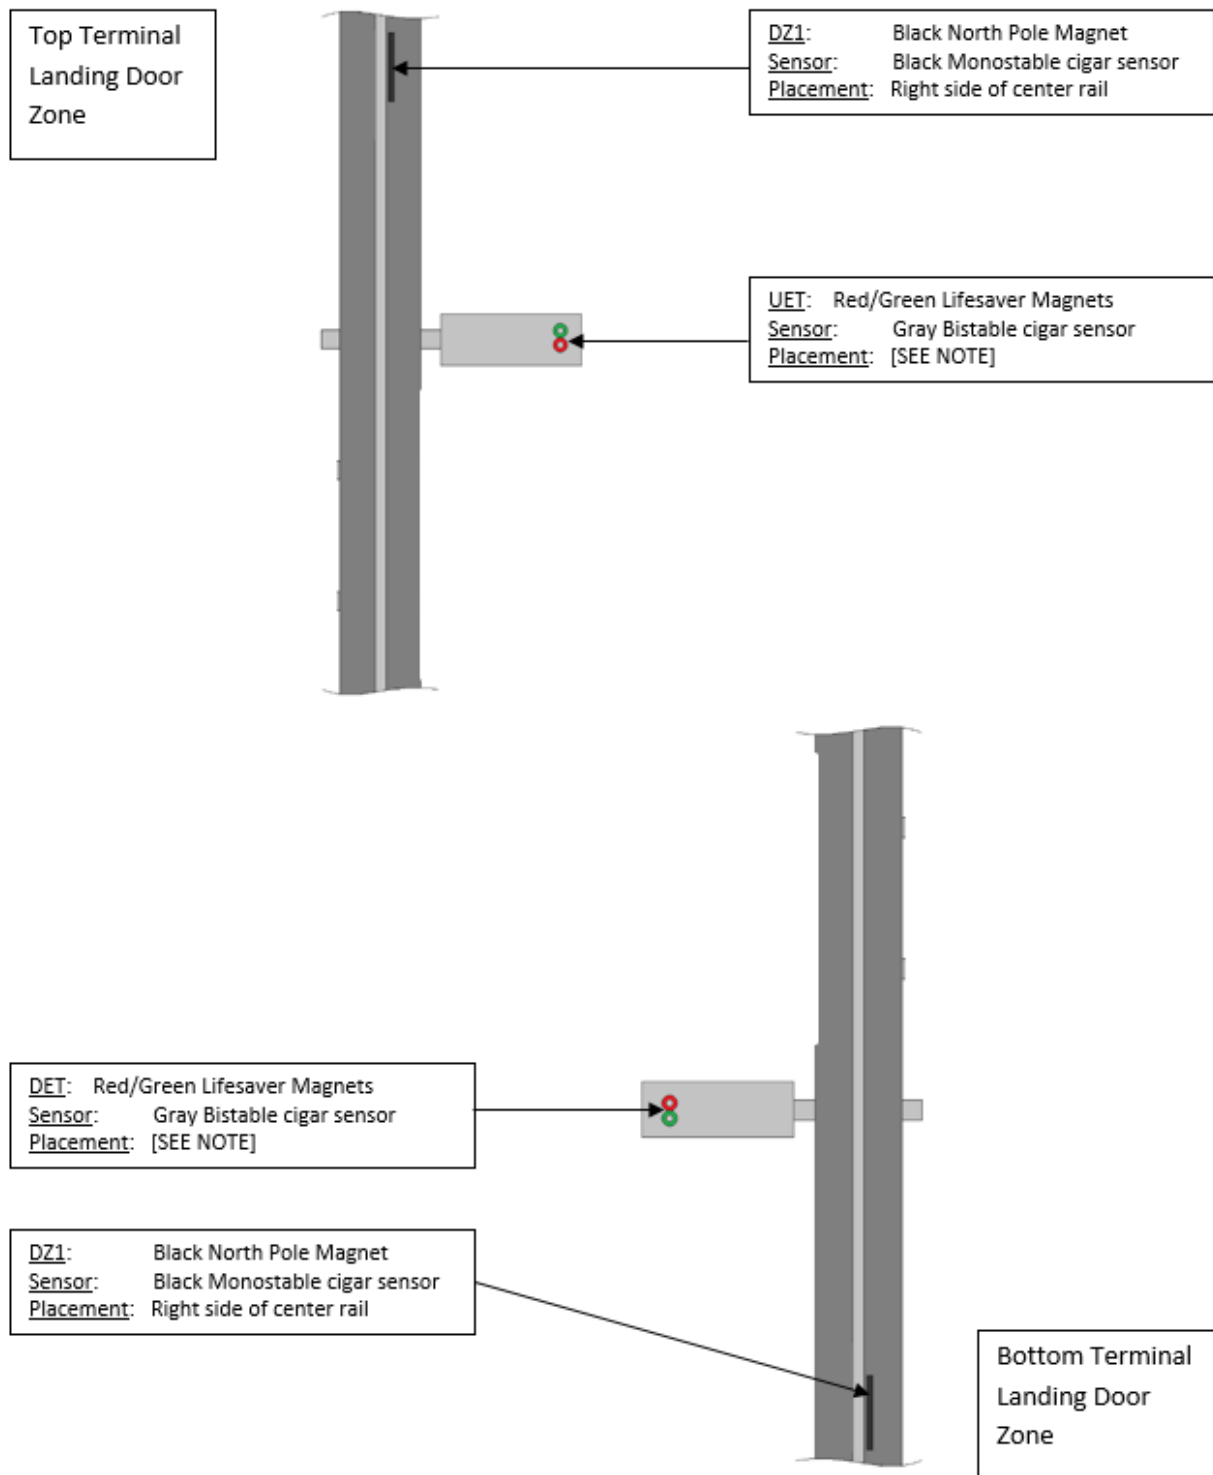 Top Terminal
Landing Door
Zone
DZ1: Black North Pole Magnet
Sensor: Black Monostable cigar sensor
Placement: Right side of center rail
UET: Red/Green Lifesaver Magnets
Sensor: Gray Bistable cigar sensor
Placement: [SEE NOTE]
DET: Red/Green Lifesaver Magnets
Sensor: Gray Bistable cigar sensor
Placement: [SEE NOTE]
DZ1: Black North Pole Magnet
Sensor: Black Monostable cigar sensor
Placement: Right side of center rail
Bottom Terminal
Landing Door
Zone